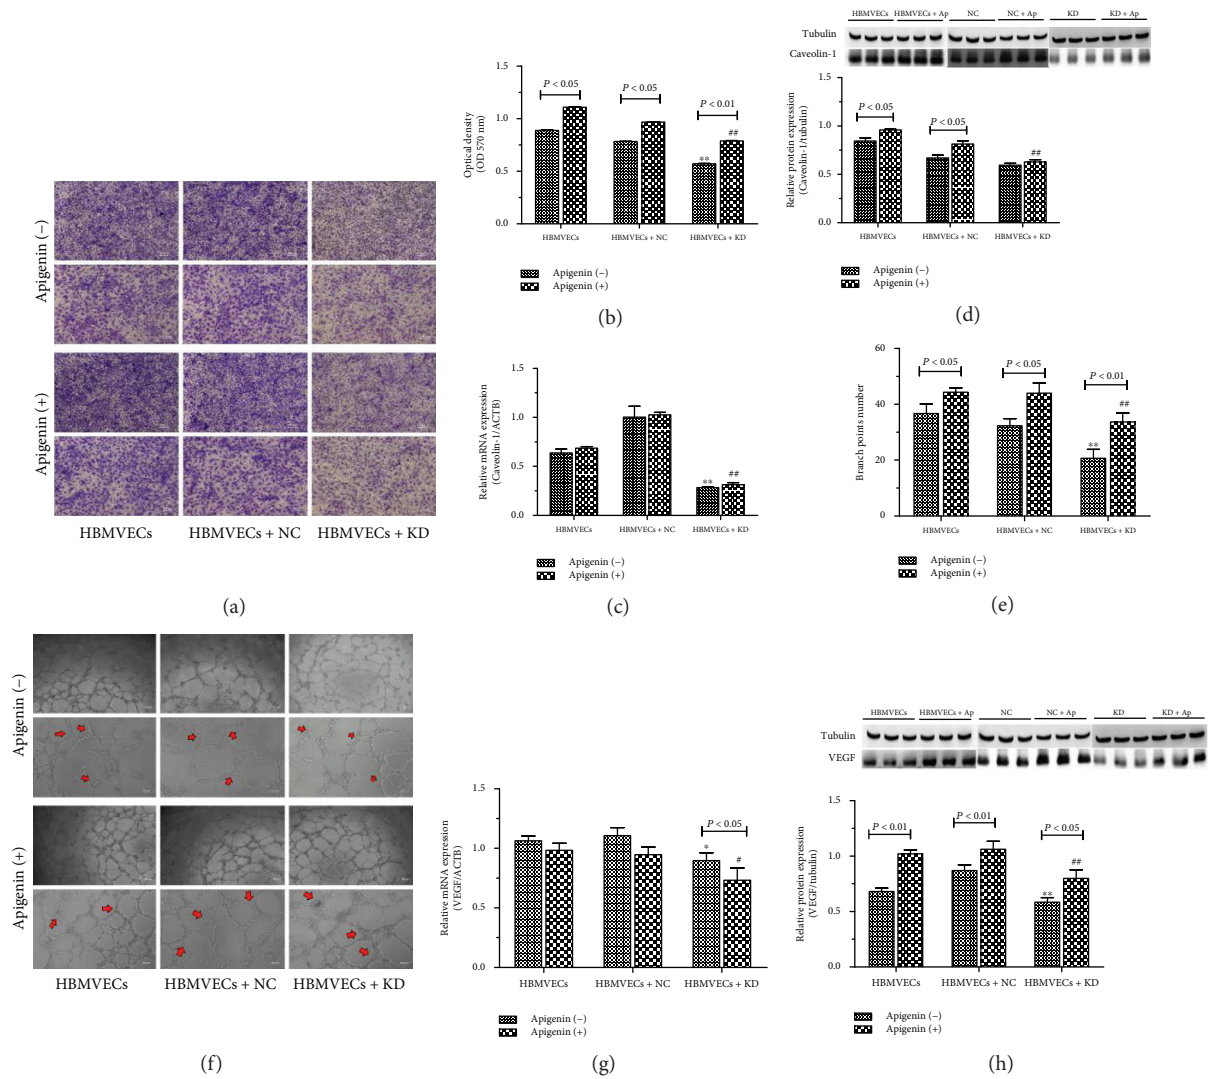 Apigenin (−)
Apigenin (+)
HBMVECs HBMVECs + NC HBMVECs + KD
(a)
Optical density
(OD 570 nm)
1.5
1.0
0.5
0.0
P < 0.05
P < 0.05
P < 0.01
**
##
HBMVECs HBMVECs + NC HBMVECs + KD
Apigenin (−)
Apigenin (+)
(b)
Relative mRNA expression
(Caveolin-1/ACTB)
1.5
1.0
0.5
0.0
**
##
HBMVECs HBMVECs + NC HBMVECs + KD
Apigenin (−)
Apigenin (+)
(c)
HBMVECs HBMVECs + Ap NC NC + Ap KD KD + Ap
Tubulin
Caveolin-1
Relative protein expression
(Caveolin-1/tubulin)
1.5
1.0
0.5
0.0
P < 0.05
P < 0.05
##
HBMVECs HBMVECs + NC HBMVECs + KD
Apigenin (−)
Apigenin (+)
(d)
Branch points number
60
40
20
0
P < 0.05
P < 0.05
P < 0.01
**
##
HBMVECs HBMVECs + NC HBMVECs + KD
Apigenin (−)
Apigenin (+)
(e)
Apigenin (−)
Apigenin (+)
HBMVECs HBMVECs + NC HBMVECs + KD
(f)
Relative mRNA expression
(VEGF/ACTB)
1.5
1.0
0.5
0.0
P < 0.05
*
#
HBMVECs HBMVECs + NC HBMVECs + KD
Apigenin (−)
Apigenin (+)
(g)
HBMVECs HBMVECs + Ap NC NC + Ap KD KD + Ap
Tubulin
VEGF
Relative protein expression
(VEGF/tubulin)
1.5
1.0
0.5
0.0
P < 0.01
P < 0.01
P < 0.05
**
##
HBMVECs HBMVECs + NC HBMVECs + KD
Apigenin (−)
Apigenin (+)
(h)